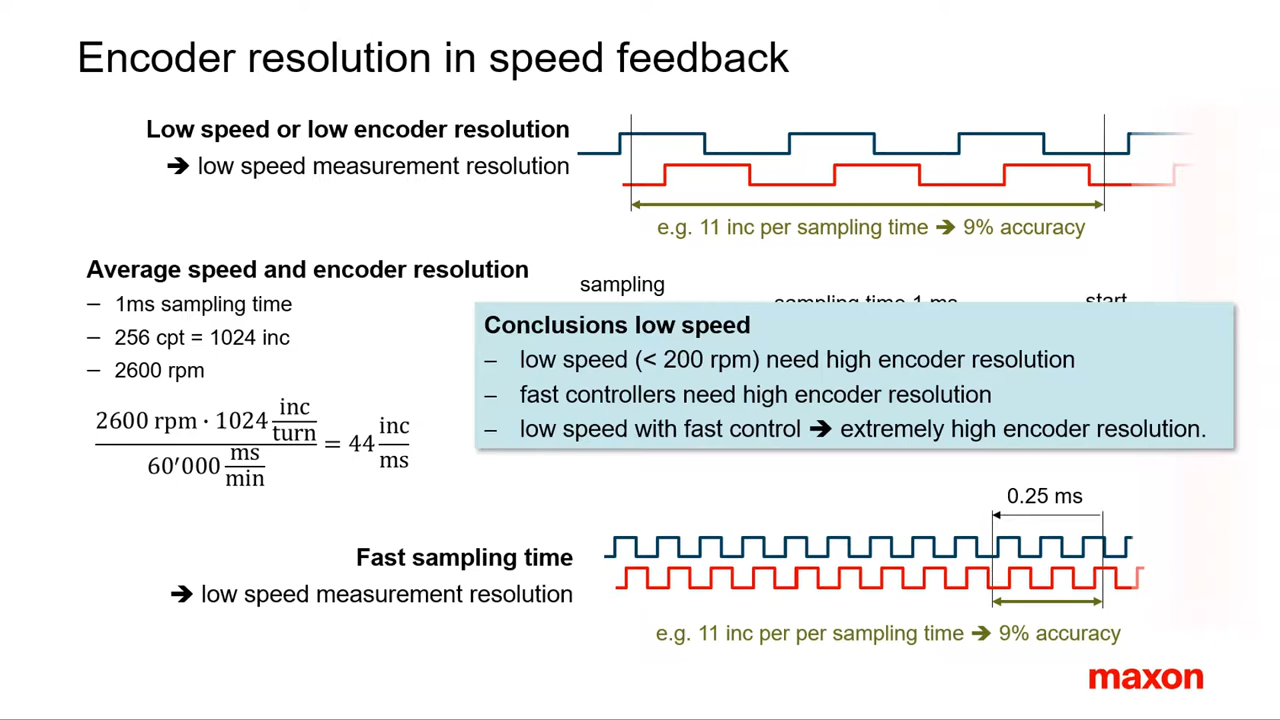 Encoder resolution in speed feedback
Low speed or low encoder resolution
➔ low speed measurement resolution
e.g. 11 inc per sampling time ➔ 9% accuracy
Average speed and encoder resolution
– 1ms sampling time
– 256 cpt = 1024 inc
– 2600 rpm
2600 rpm · 1024 inc/turn / 60'000 ms/min = 44 inc/ms
sampling
sampling time 1 ms
start
Conclusions low speed
– low speed (< 200 rpm) need high encoder resolution
– fast controllers need high encoder resolution
– low speed with fast control ➔ extremely high encoder resolution.
0.25 ms
Fast sampling time
➔ low speed measurement resolution
e.g. 11 inc per per sampling time ➔ 9% accuracy
maxon